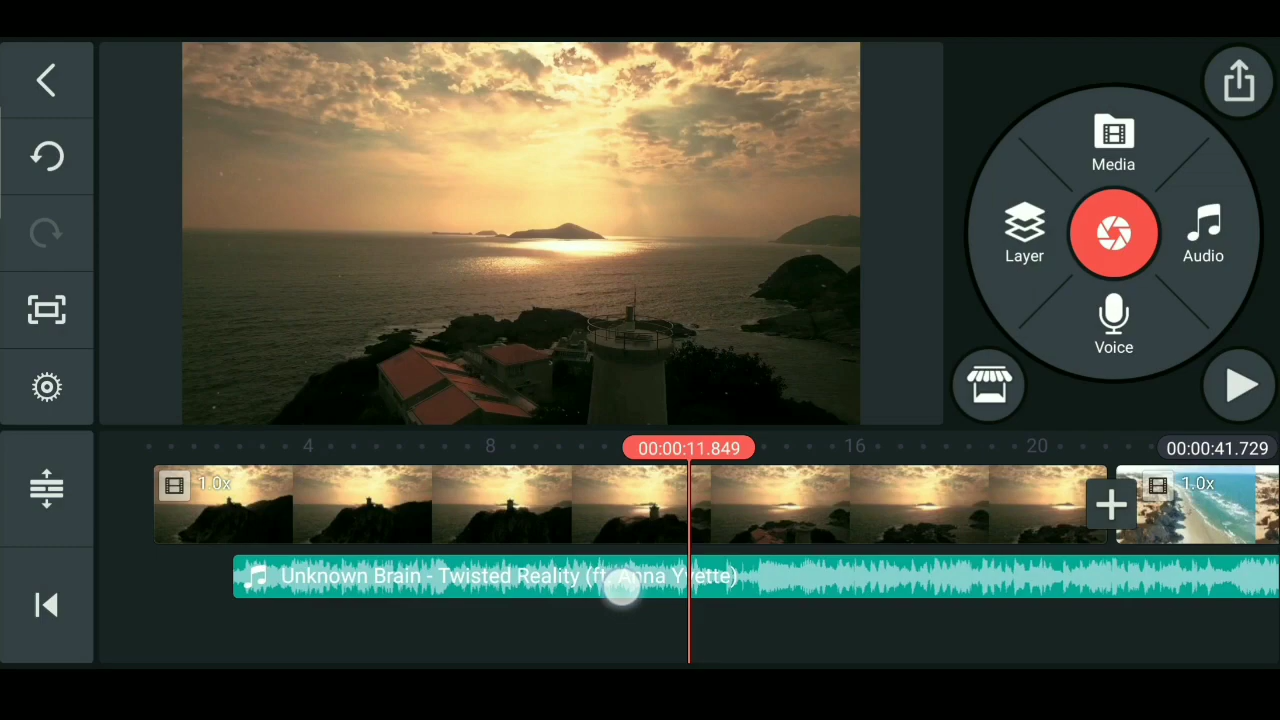 Media
Layer
Audio
Voice
4
8
00:00:11.849
16
20
00:00:41.729
1.0x
1.0x
Unknown Brain - Twisted Reality (ft. Anna Yvette)